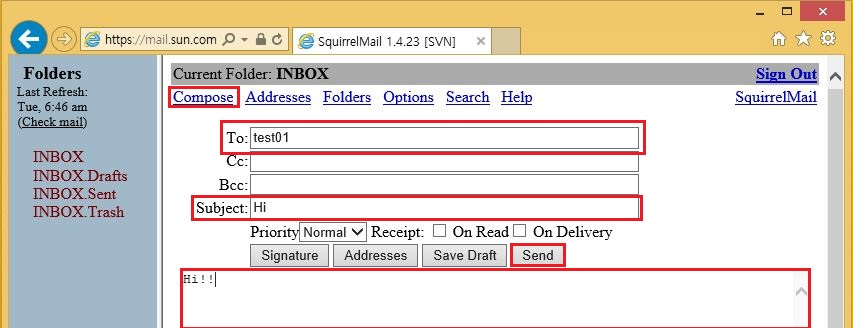 https://mail.sun.com
SquirrelMail 1.4.23 [SVN]
Folders
Last Refresh:
Tue, 6:46 am
(Check mail)
INBOX
INBOX.Drafts
INBOX.Sent
INBOX.Trash
Current Folder: INBOX Sign Out
Compose Addresses Folders Options Search Help SquirrelMail
To: test01
Cc:
Bcc:
Subject: Hi
Priority Normal Receipt: On Read On Delivery
Signature Addresses Save Draft Send
Hi!!